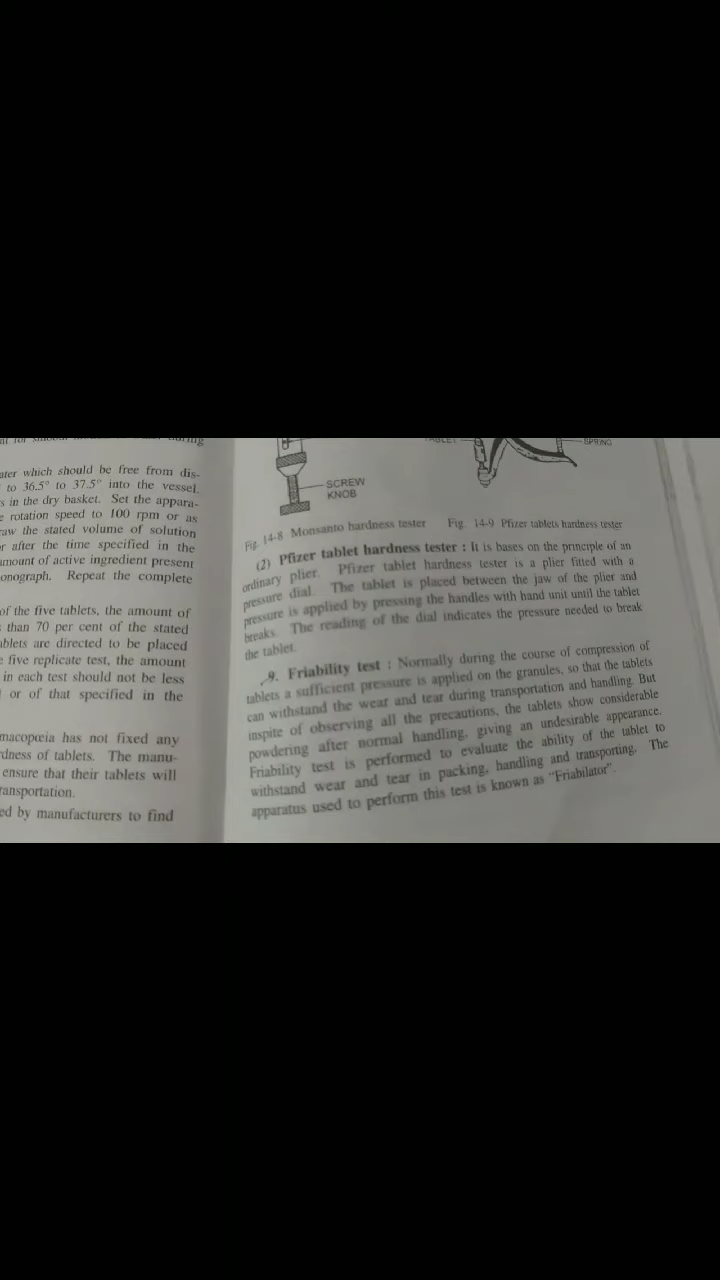 ater which should be free from dis-
to 36.5° to 37.5° into the vessel.
s in the dry basket. Set the appara-
e rotation speed to 100 rpm or as
raw the stated volume of solution
r after the time specified in the
amount of active ingredient present
onograph. Repeat the complete
of the five tablets, the amount of
than 70 per cent of the stated
ablets are directed to be placed
e five replicate test, the amount
in each test should not be less
or of that specified in the
macopœia has not fixed any
rdness of tablets. The manu-
ensure that their tablets will
ransportation.
ed by manufacturers to find
TABLET
SPRING
SCREW
KNOB
Fig. 14-8 Monsanto hardness tester
Fig. 14-9 Pfizer tablets hardness tester
(2) Pfizer tablet hardness tester : It is bases on the principle of an
ordinary plier. Pfizer tablet hardness tester is a plier fitted with a
pressure dial. The tablet is placed between the jaw of the plier and
pressure is applied by pressing the handles with hand unit until the tablet
breaks. The reading of the dial indicates the pressure needed to break
the tablet.
9. Friability test : Normally during the course of compression of
tablets a sufficient pressure is applied on the granules, so that the tablets
can withstand the wear and tear during transportation and handling. But
inspite of observing all the precautions, the tablets show considerable
powdering after normal handling, giving an undesirable appearance.
Friability test is performed to evaluate the ability of the tablet to
withstand wear and tear in packing, handling and transporting. The
apparatus used to perform this test is known as "Friabilator".